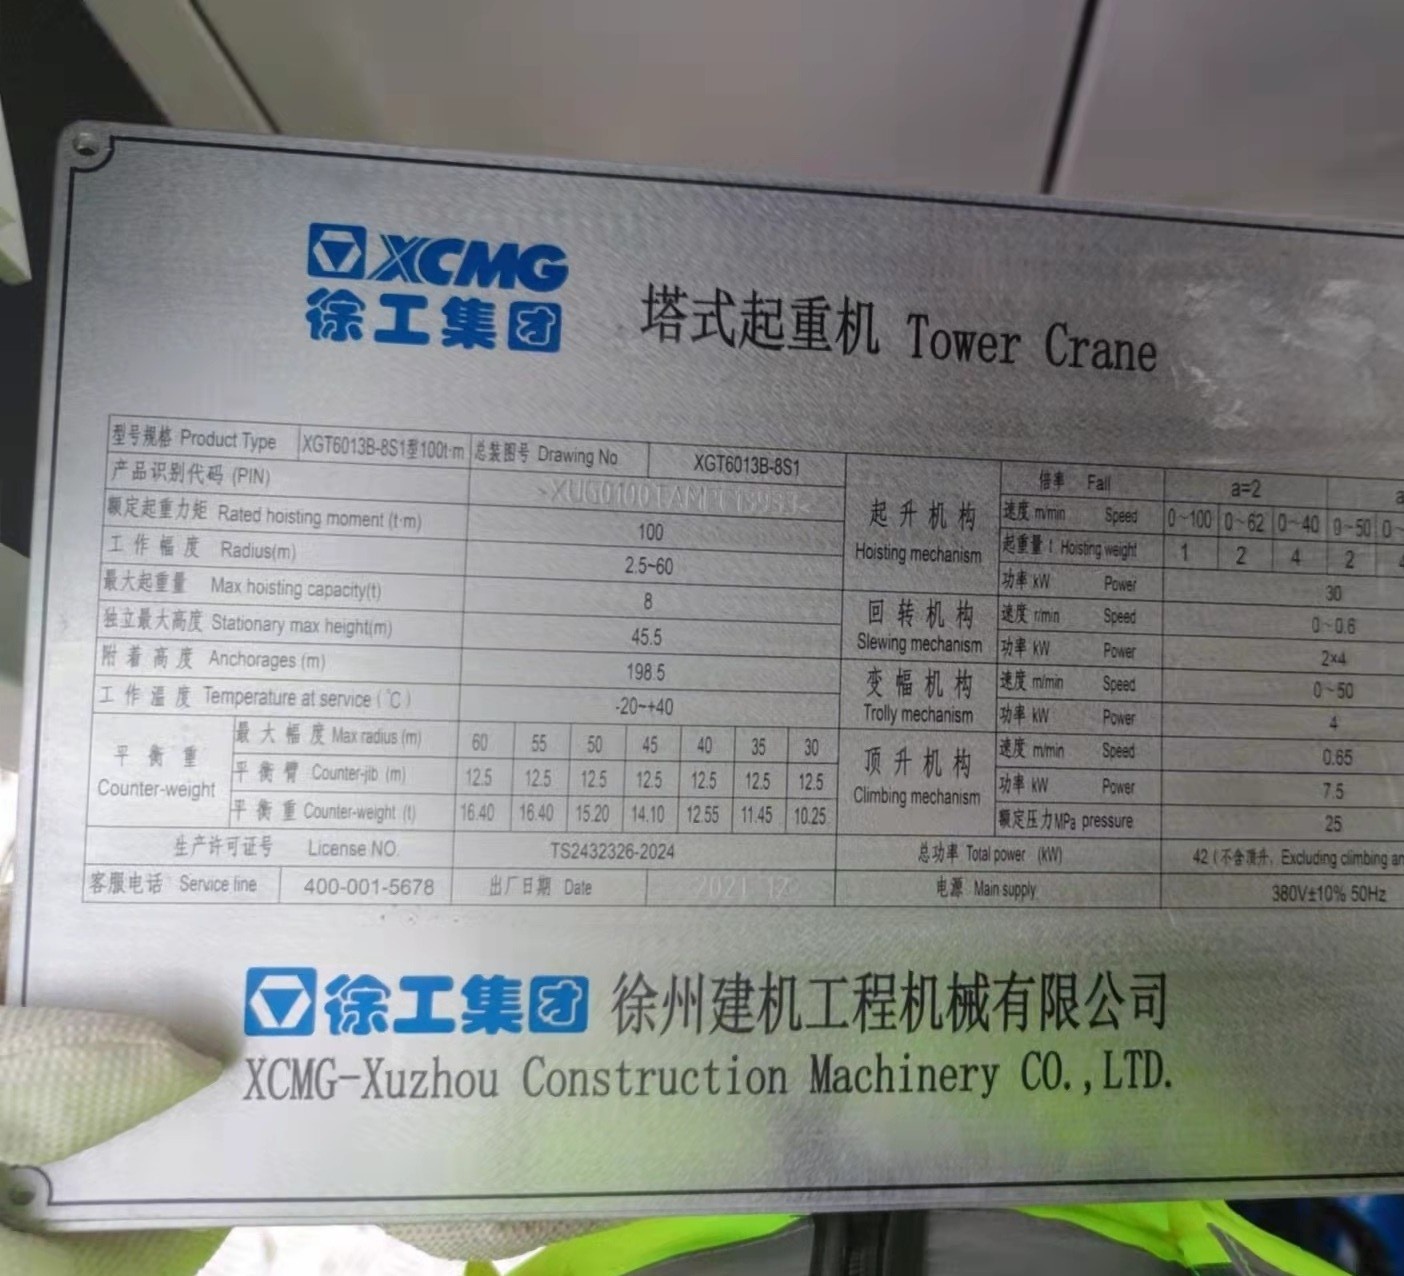 XCMG
徐工集团
塔式起重机 Tower Crane
型号规格 Product Type XGT6013B-8S1型100t·m 总装图号 Drawing No XGT6013B-8S1
产品识别代码 (PIN)
额定起重力矩 Rated hoisting moment (t·m) 100
工作幅度 Radius(m) 2.5~60
最大起重量 Max hoisting capacity(t) 8
独立最大高度 Stationary max height(m) 45.5
附着高度 Anchorages (m) 198.5
工作温度 Temperature at service (℃) -20~+40
平衡重 Counter-weight
最大幅度 Max radius (m) 60 55 50 45 40 35 30
平衡臂 Counter-jib (m) 12.5 12.5 12.5 12.5 12.5 12.5 12.5
平衡重 Counter-weight (t) 16.40 16.40 15.20 14.10 12.55 11.45 10.25
生产许可证号 License NO. TS2432326-2024
客服电话 Service line 400-001-5678 出厂日期 Date
起升机构 Hoisting mechanism
倍率 Fall a=2
速度 m/min Speed 0~100 0~62 0~40 0~50
起重量 t Hoisting weight 1 2 4 2
功率 kW Power 30
回转机构 Slewing mechanism
速度 r/min Speed 0~0.6
功率 kW Power 2×4
变幅机构 Trolly mechanism
速度 m/min Speed 0~50
功率 kW Power 4
顶升机构 Climbing mechanism
速度 m/min Speed 0.65
功率 kW Power 7.5
额定压力MPa pressure 25
总功率 Total power (kW) 42 (不含顶升, Excluding climbing
电源 Main supply 380V±10% 50Hz
徐工集团 徐州建机工程机械有限公司
XCMG-Xuzhou Construction Machinery CO.,LTD.